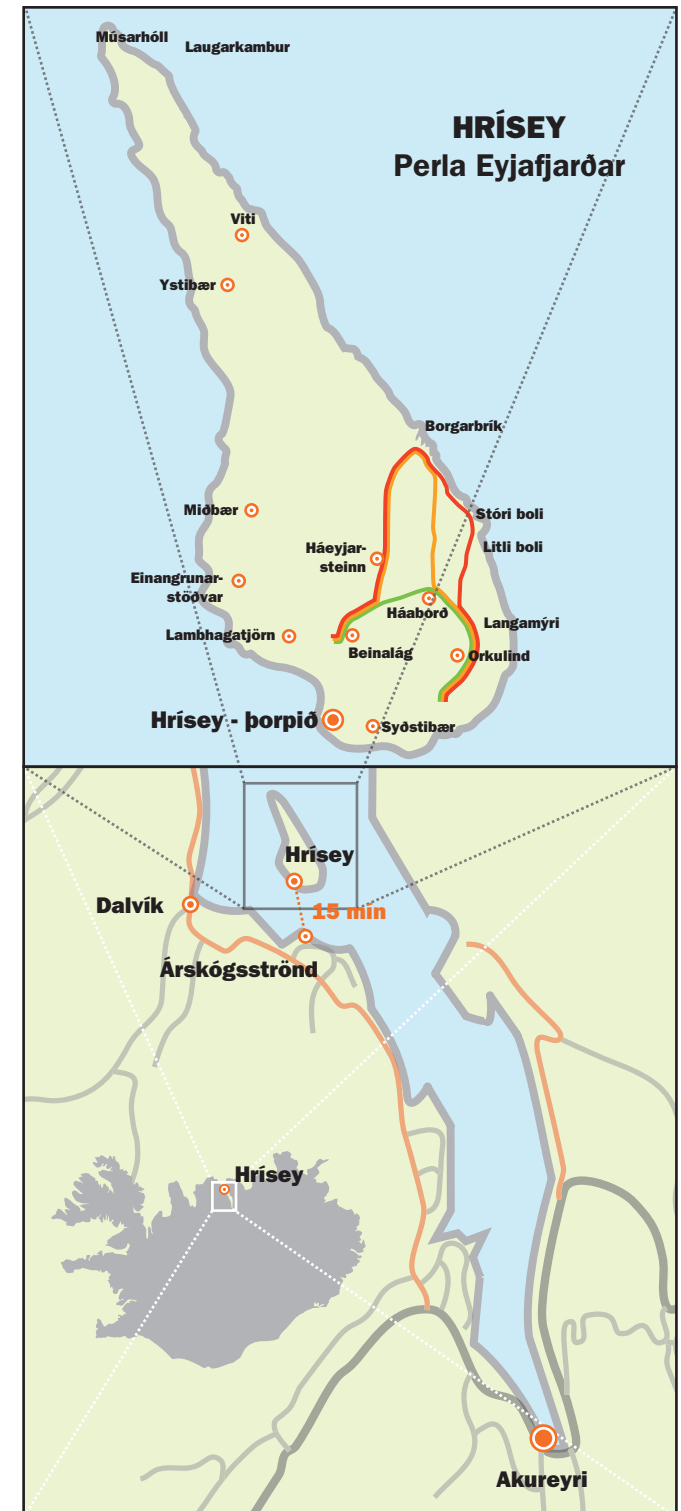 Músarhóll
Laugarkambur
HRÍSEY
Perla Eyjafjarðar
Viti
Ystibær
Borgarbrík
Miðbær
Stóri boli
Háeyjar-
steinn
Litli boli
Einangrunar-
stöðvar
Háaborð
Langamýri
Lambhagatjörn
Beinalág
Orkulind
Hrísey - þorpið
Syðstibær
Hrísey
Dalvík
15 mín
Árskógsströnd
Hrísey
Akureyri